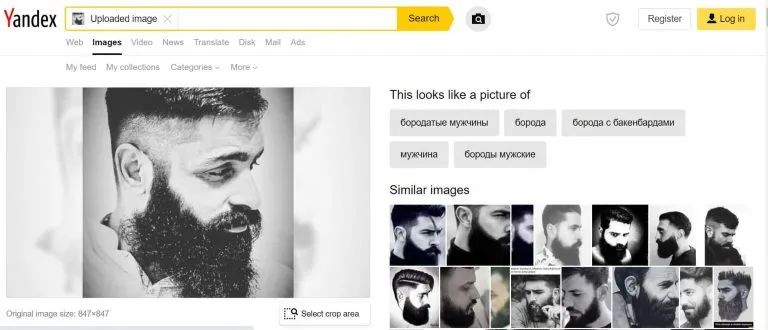 Yandex
Uploaded image
Search
Register
Log in
Web Images Video News Translate Disk Mail Ads
My feed My collections Categories More
This looks like a picture of
бородатые мужчины борода борода с бакенбардами
мужчина бороды мужские
Similar images
Original image size: 847×847
Select crop area